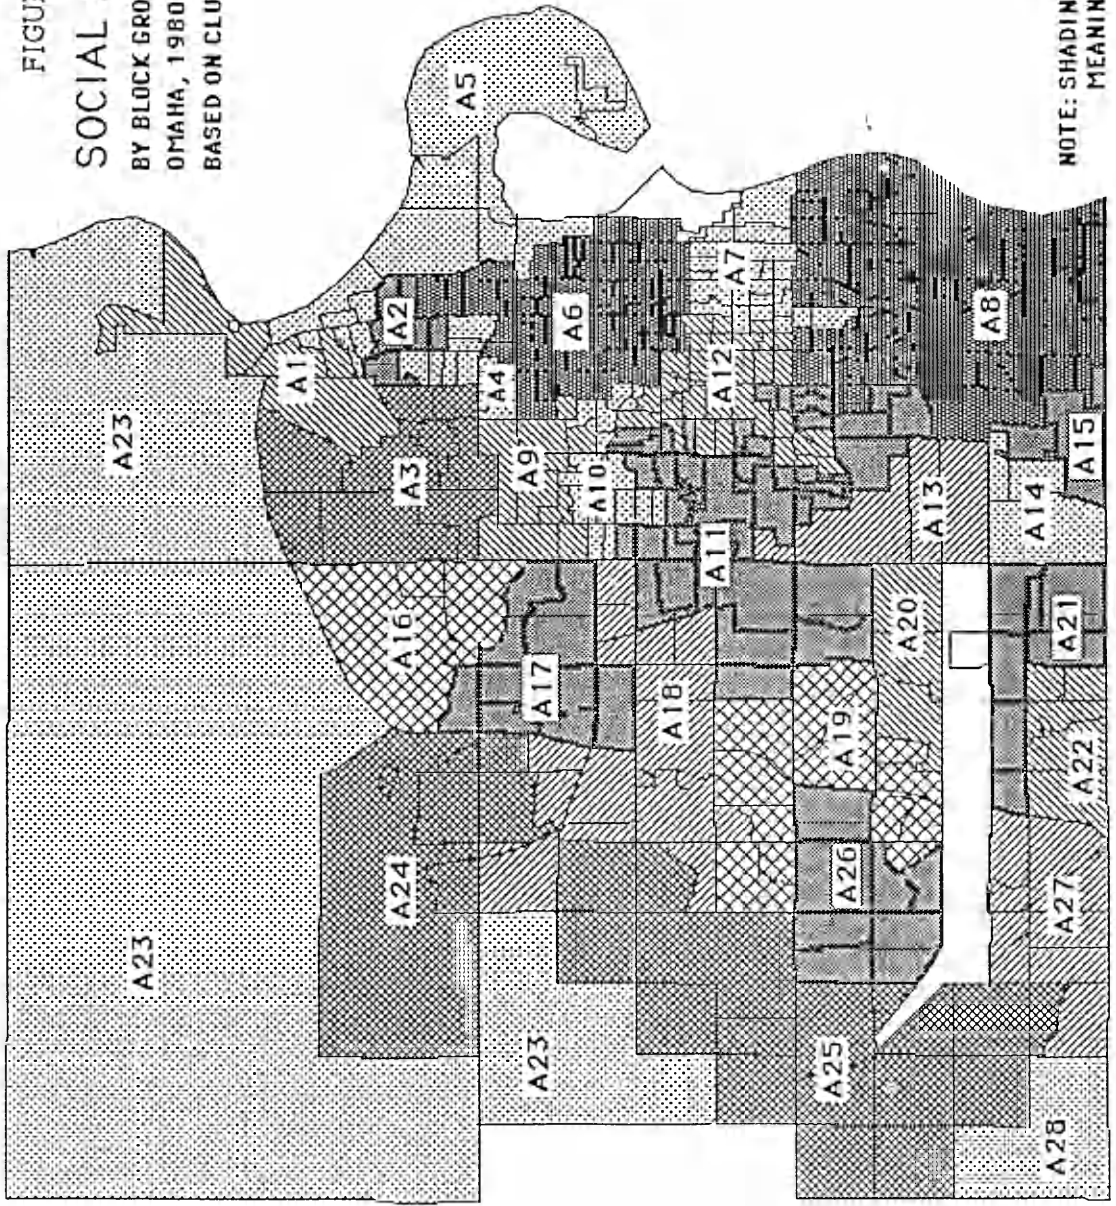 FIGU
SOCIAL
BY BLOCK GRO
OMAHA, 1980
BASED ON CLU
A23
A5
A1
A2
A3
A4
A6
A7
A8
A9
A10
A11
A12
A13
A14
A15
A16
A17
A18
A19
A20
A21
A22
A23
A23
A24
A25
A26
A27
A28
NOTE: SHADIN
MEANIN